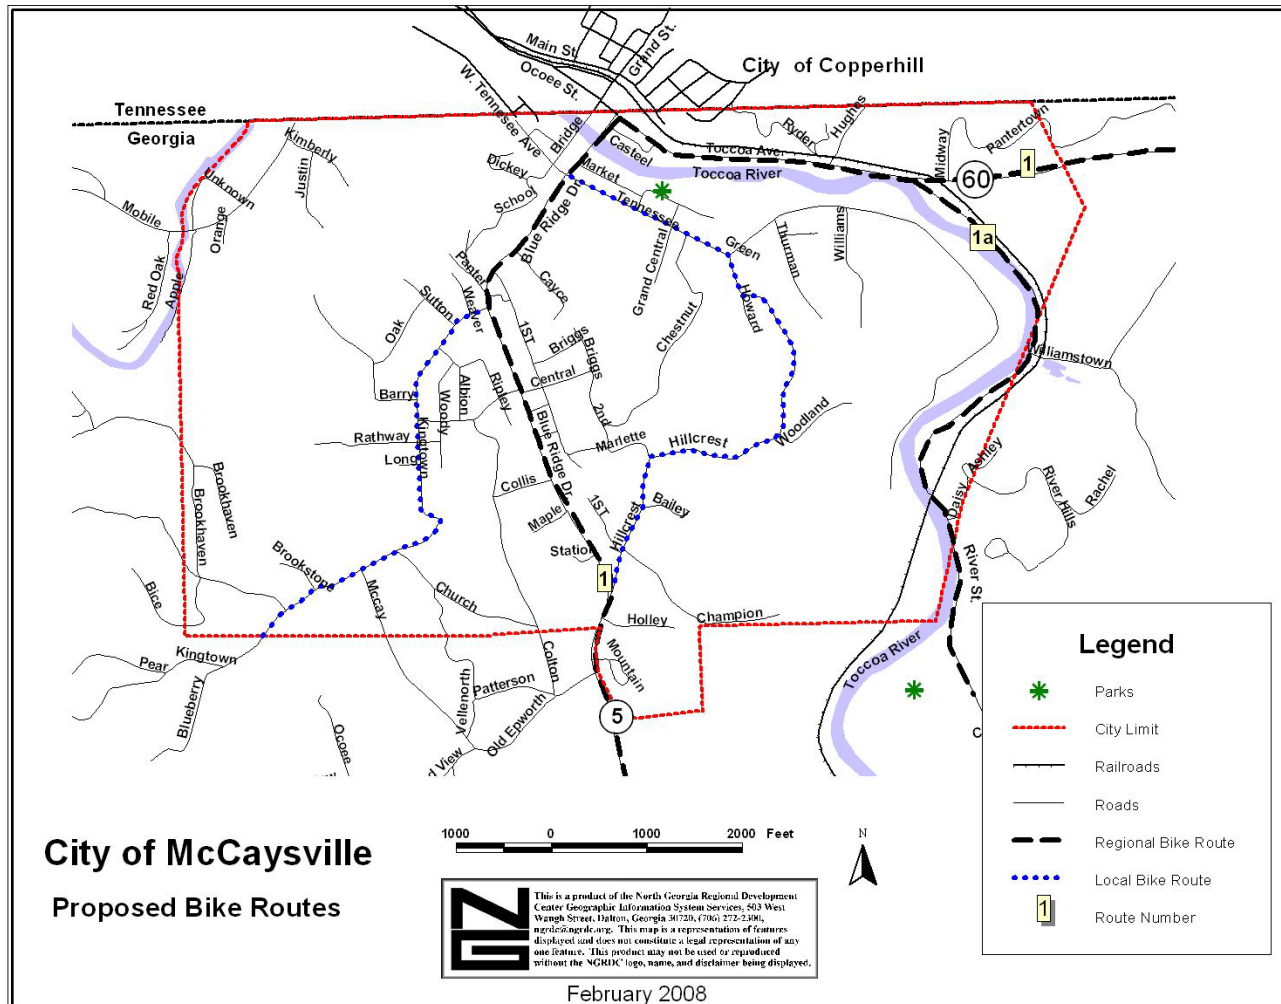 Main St.
Grand St.
City of Copperhill
Ocoee St.
W. Tennesee Ave
Tennessee
Georgia
Bridge
Kimberly
Justin
Unknown
Mobile
Orange
Red Oak
Apple
Dickey
School
Market
Casteel
Toccoa Aver
Toccoa River
Ryder
Hughes
Midway
Pantertown
1
60
1a
Tennessee
Blue Ridge Dr
Green
Grand Central
Howard
Thurman
Williams
Panter
Weaver
Cayce
Sutton
Oak
1ST
Briggs
Briggs
Chestnut
Williamstown
Barry
Albion
Woody
Ripley
Central
2nd
Rathway
Kingtown
Long
Blue Ridge Dr.
Marlette
Hillcrest
Woodland
Collis
Maple
Station
1ST
Hillcrest
Bailey
Daisy
Ashley
River Hills
Rachel
Brookhaven
Brookhaven
Bice
Brookstone
Mccay
Church
1
Holley
Champion
River St.
Kingtown
Pear
Blueberry
Colton
Mountain
Patterson
Yellenorth
Old Epworth
d View
Ocoee
5
Toccoa River
C
Legend
Parks
City Limit
Railroads
Roads
Regional Bike Route
Local Bike Route
1 Route Number
City of McCaysville
Proposed Bike Routes
1000 0 1000 2000 Feet
N
NG
This is a product of the North Georgia Regional Development
Center Geographic Information System Services, 503 West
Waugh Street, Dalton, Georgia 30720, (706) 272-2300,
ngrdc@ngrdc.org. This map is a representation of features
displayed and does not constitute a legal representation of any
one feature. This product may not be used or reproduced
without the NGRDC logo, name, and disclaimer being displayed.
February 2008